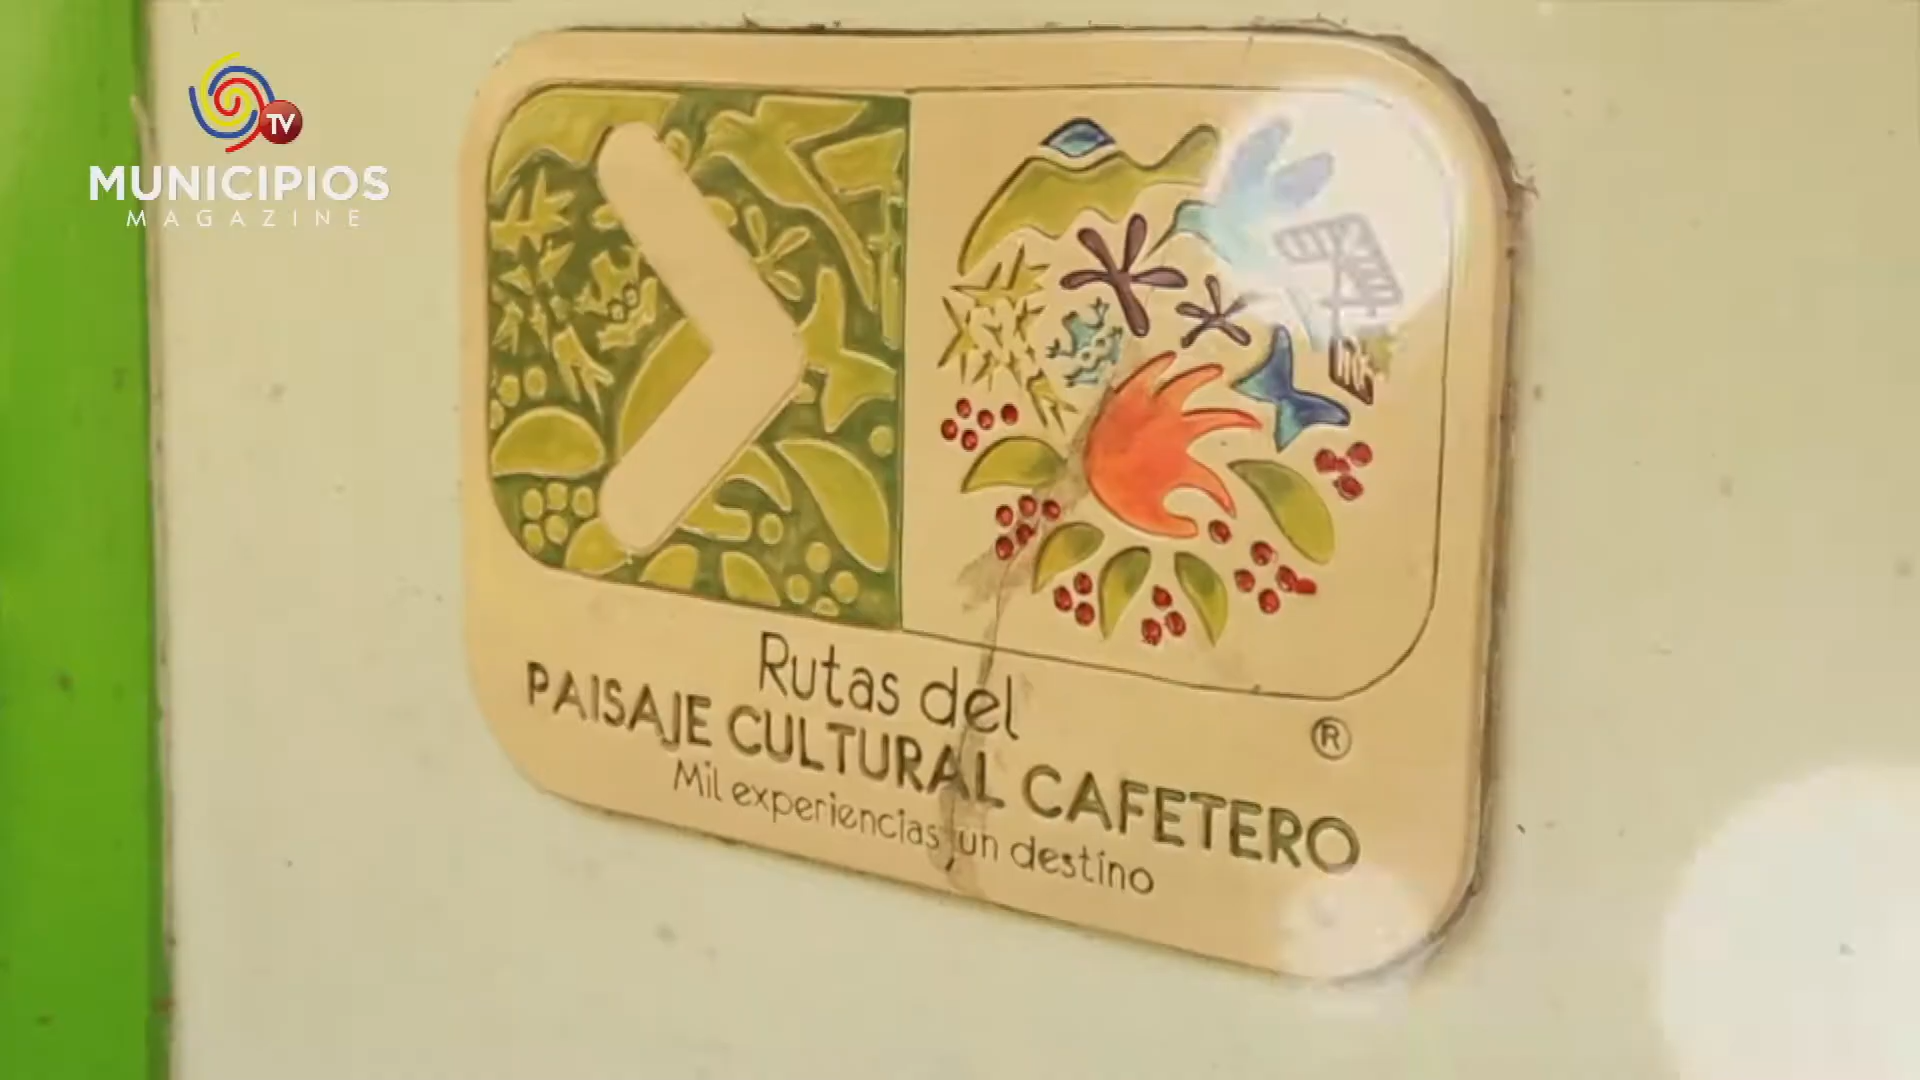 TV
MUNICIPIOS
MAGAZINE
Rutas del
PAISAJE CULTURAL CAFETERO
®
Mil experiencias, un destino